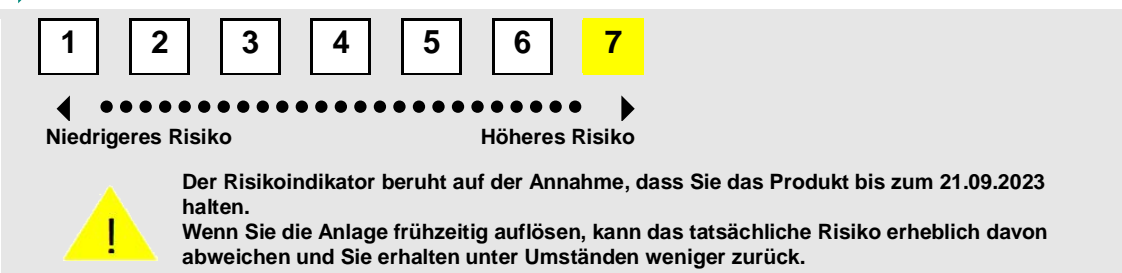 1 2 3 4 5 6 7
Niedrigeres Risiko Höheres Risiko
Der Risikoindikator beruht auf der Annahme, dass Sie das Produkt bis zum 21.09.2023
halten.
Wenn Sie die Anlage frühzeitig auflösen, kann das tatsächliche Risiko erheblich davon
abweichen und Sie erhalten unter Umständen weniger zurück.
!